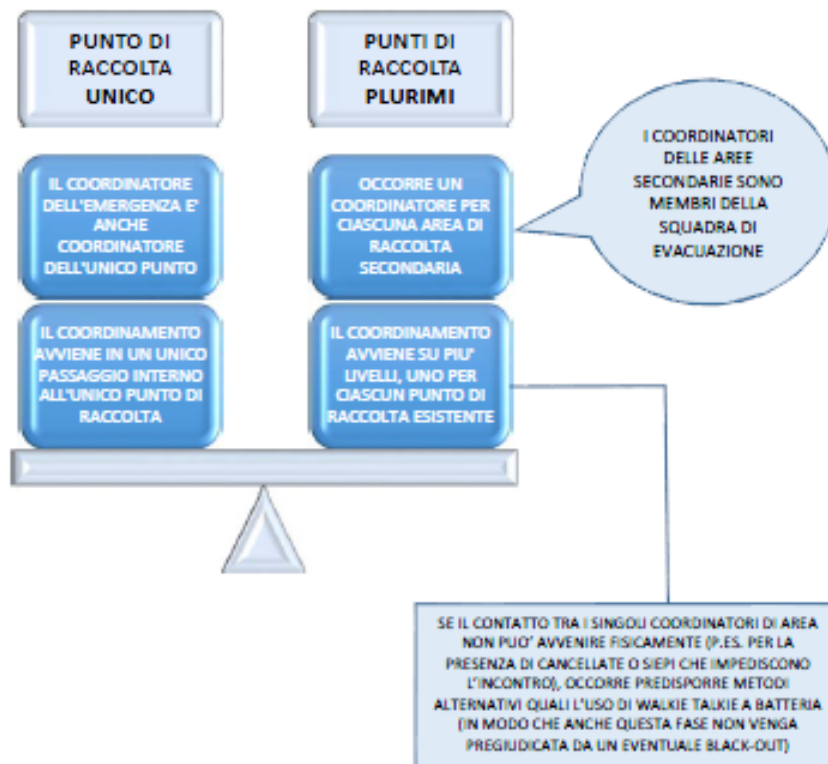 PUNTO DI
RACCOLTA
UNICO
PUNTI DI
RACCOLTA
PLURIMI
I COORDINATORI
DELLE AREE
SECONDARIE SONO
MEMBRI DELLA
SQUADRA DI
EVACUAZIONE
IL COORDINATORE
DELL'EMERGENZA E'
ANCHE
COORDINATORE
DELL'UNICO PUNTO
OCCORRE UN
COORDINATORE PER
CIASCUNA AREA DI
RACCOLTA
SECONDARIA
IL COORDINAMENTO
AVVIENE IN UN UNICO
PASSAGGIO INTERNO
ALL'UNICO PUNTO DI
RACCOLTA
IL COORDINAMENTO
AVVIENE SU PIU'
LIVELLI, UNO PER
CIASCUN PUNTO DI
RACCOLTA ESISTENTE
SE IL CONTATTO TRA I SINGOLI COORDINATORI DI AREA
NON PUO' AVVENIRE FISICAMENTE (P.ES. PER LA
PRESENZA DI CANCELLATE O SIEPI CHE IMPEDISCONO
L'INCONTRO), OCCORRE PREDISPORRE METODI
ALTERNATIVI QUALI L'USO DI WALKIE TALKIE A BATTERIA
(IN MODO CHE ANCHE QUESTA FASE NON VENGA
PREGIUDICATA DA UN EVENTUALE BLACK-OUT)